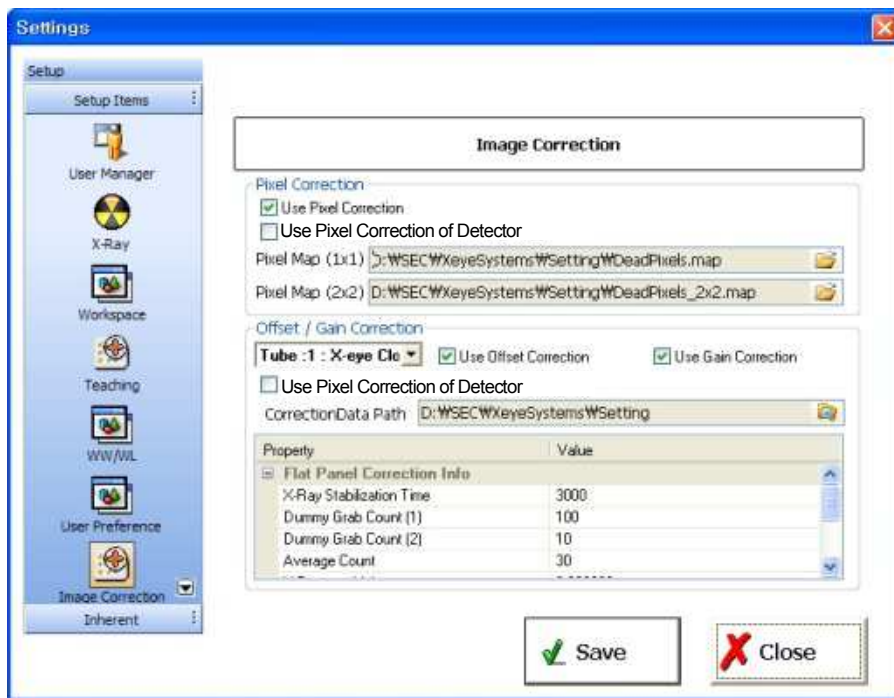 Settings
Setup
Setup Items
User Manager
X-Ray
Workspace
Teaching
WW/WL
User Preference
Image Correction
Inherent
Image Correction
Pixel Correction
Use Pixel Correction
Use Pixel Correction of Detector
Pixel Map (1x1) D:₩SEC₩XeyeSystems₩Setting₩DeadPixels.map
Pixel Map (2x2) D:₩SEC₩XeyeSystems₩Setting₩DeadPixels_2x2.map
Offset / Gain Correction
Tube :1 : X-eye Clo Use Offset Correction Use Gain Correction
Use Pixel Correction of Detector
CorrectionData Path D:₩SEC₩XeyeSystems₩Setting
Property Value
Flat Panel Correction Info
X-Ray Stabilization Time 3000
Dummy Grab Count (1) 100
Dummy Grab Count (2) 10
Average Count 30
Save Close